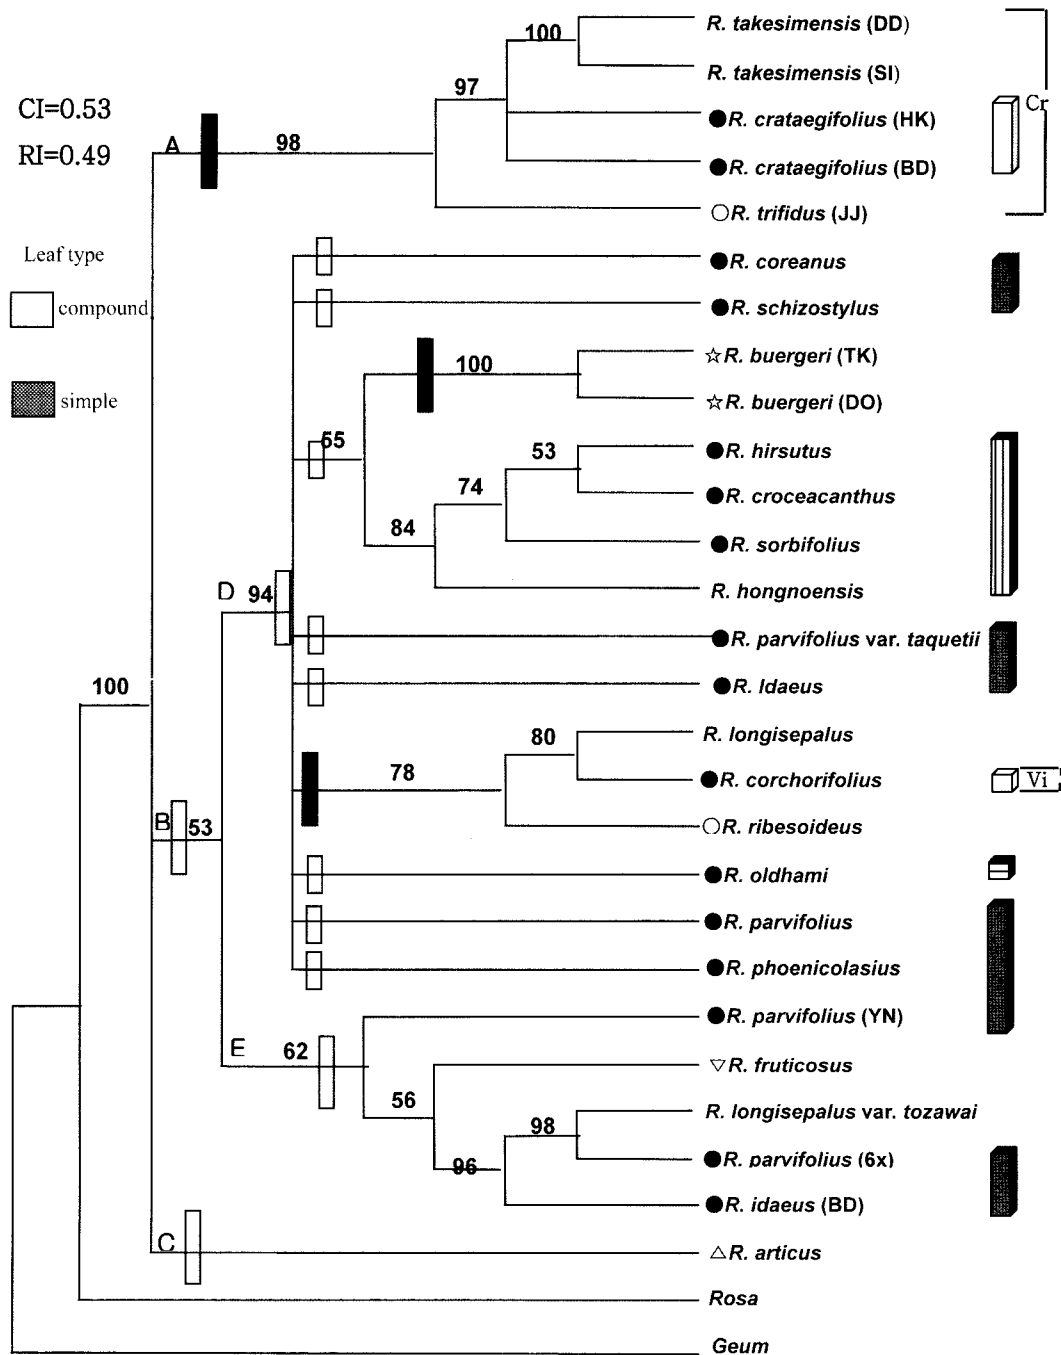 100 R. takesimensis (DD)
R. takesimensis (SI)
97
CI=0.53
Cr
●R. crataegifolius (HK)
RI=0.49
A 98
●R. crataegifolius (BD)
○R. trifidus (JJ)
Leaf type
●R. coreanus
compound
●R. schizostylus
☆R. buergeri (TK)
100
simple
☆R. buergeri (DO)
55
53 ●R. hirsutus
74
●R. croceacanthus
84
●R. sorbifolius
D 94
R. hongnoensis
●R. parvifolius var. taquetii
100
●R. Idaeus
80 R. longisepalus
78
●R. corchorifolius
Vi
B 53
○R. ribesoideus
●R. oldhami
●R. parvifolius
●R. phoenicolasius
●R. parvifolius (YN)
E 62
▽R. fruticosus
56
R. longisepalus var. tozawai
98
96
●R. parvifolius (6x)
●R. idaeus (BD)
C
△R. articus
Rosa
Geum